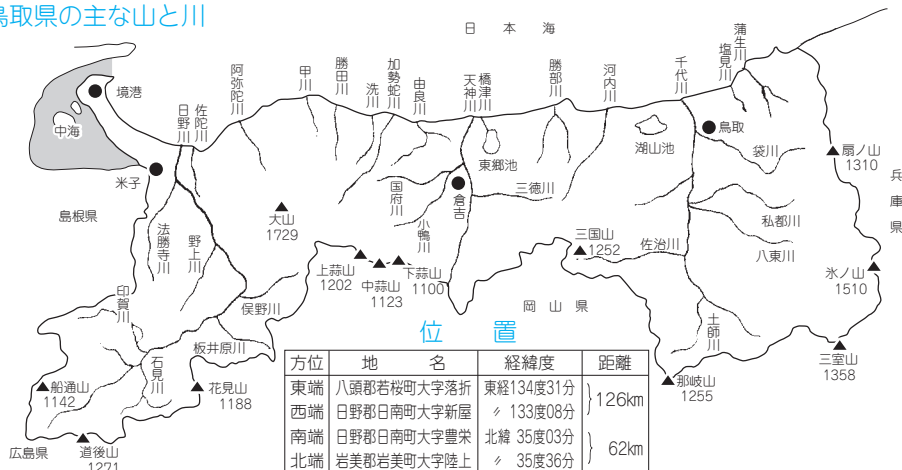 鳥取県の主な山と川
日本海
境港
中海
米子
島根県
日野川
佐陀川
阿弥陀川
甲川
勝田川
洗川
加勢蛇川
由良川
天神川
橋津川
勝部川
河内川
千代川
塩見川
蒲生川
鳥取
湖山池
袋川
扇ノ山
1310
兵庫県
東郷池
倉吉
三徳川
国府川
小鴨川
大山
1729
法勝寺川
野上川
私都川
八東川
佐治川
三国山
1252
氷ノ山
1510
上蒜山
1202
中蒜山
1123
下蒜山
1100
岡山県
印賀川
俣野川
板井原川
石見川
土師川
三室山
1358
那岐山
1255
船通山
1142
花見山
1188
広島県
道後山
1271
位置
方位 地名 経緯度 距離
東端 八頭郡若桜町大字落折 東経134度31分 126km
西端 日野郡日南町大字新屋 〃 133度08分
南端 日野郡日南町大字豊栄 北緯 35度03分 62km
北端 岩美郡岩美町大字陸上 〃 35度36分